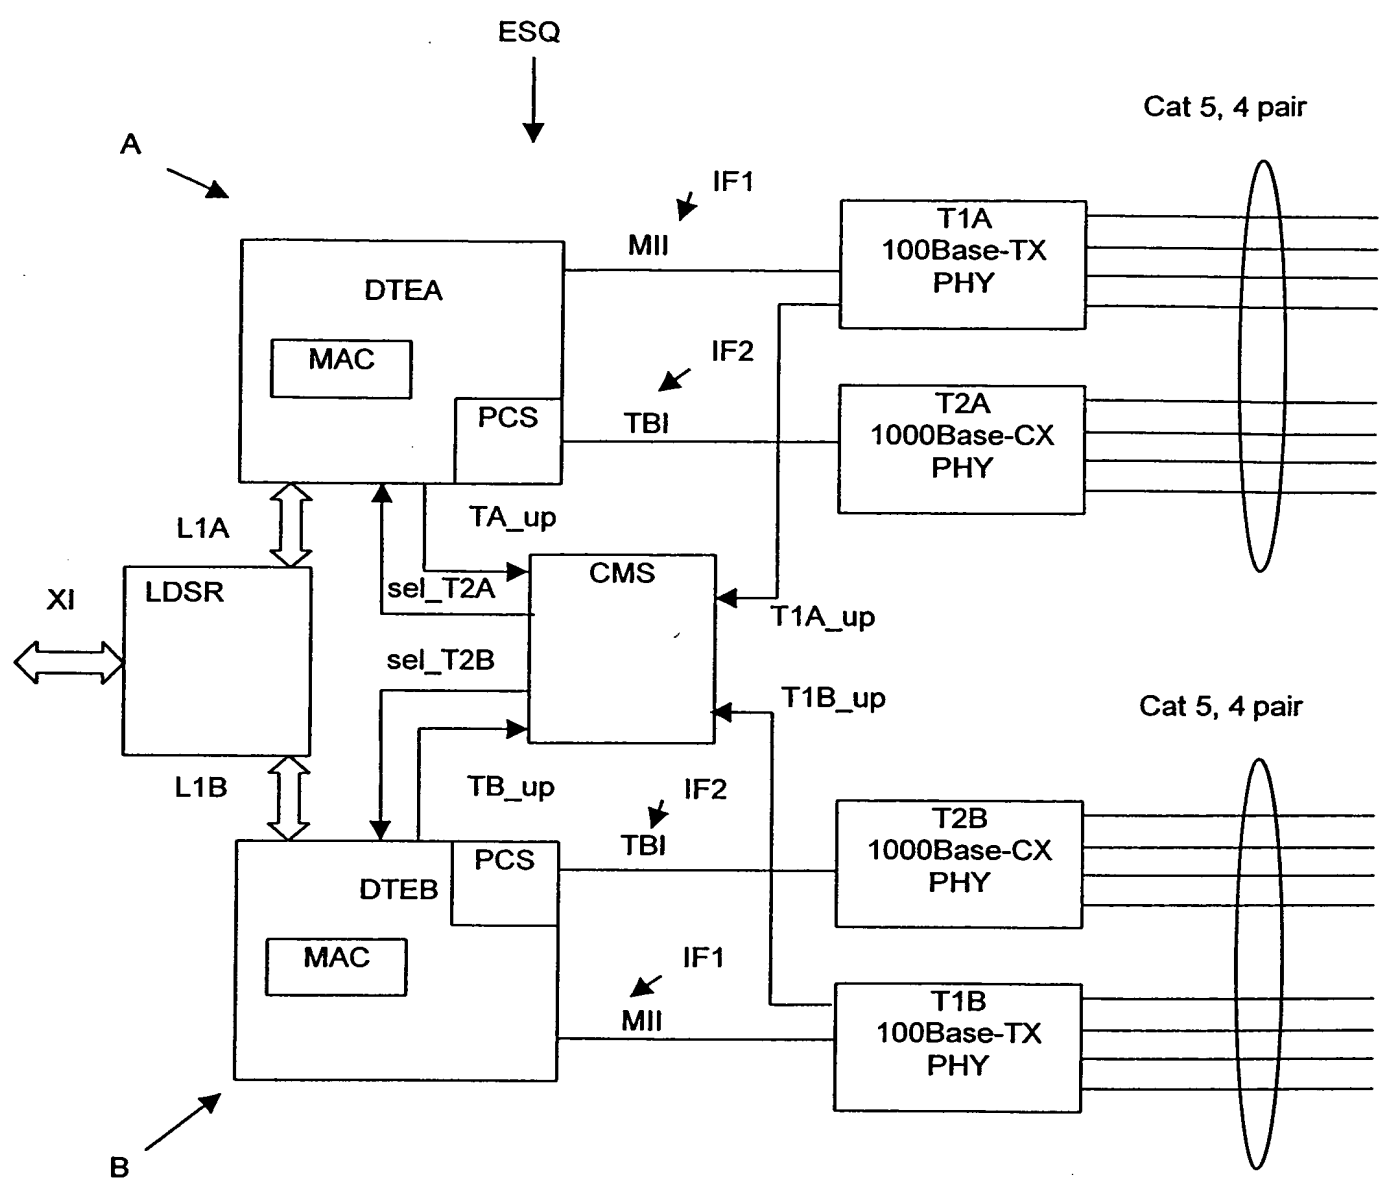 ESQ
Cat 5, 4 pair
A
IF1
T1A
100Base-TX
PHY
MII
DTEA
MAC
IF2
PCS
TBI
T2A
1000Base-CX
PHY
L1A
TA_up
CMS
sel_T2A
LDSR
XI
T1A_up
sel_T2B
T1B_up
Cat 5, 4 pair
L1B
TB_up
IF2
TBI
T2B
1000Base-CX
PHY
PCS
DTEB
MAC
IF1
MII
T1B
100Base-TX
PHY
B